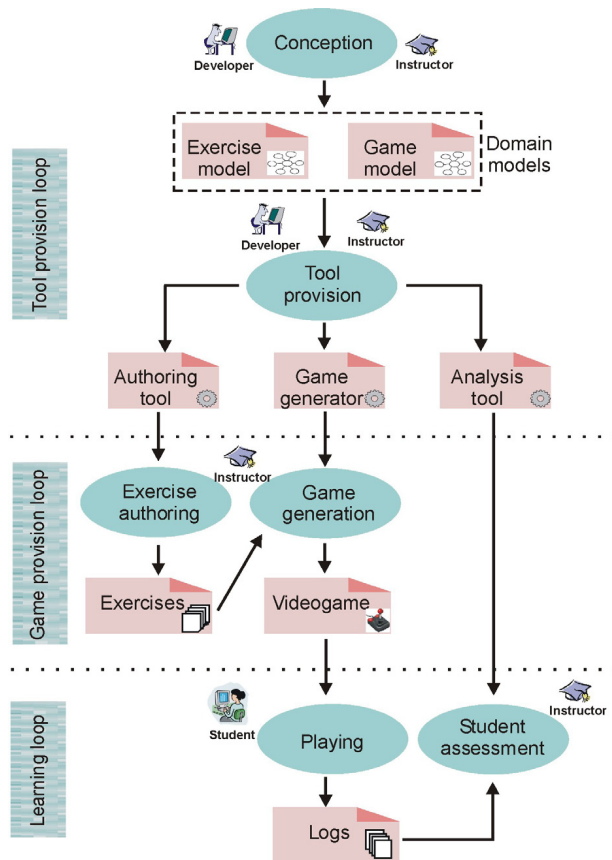 Conception
Developer
Instructor
Exercise
model
Game
model
Domain
models
Tool provision loop
Developer
Instructor
Tool
provision
Authoring
tool
Game
generator
Analysis
tool
Game provision loop
Instructor
Exercise
authoring
Game
generation
Exercises
Videogame
Learning loop
Student
Instructor
Playing
Student
assessment
Logs